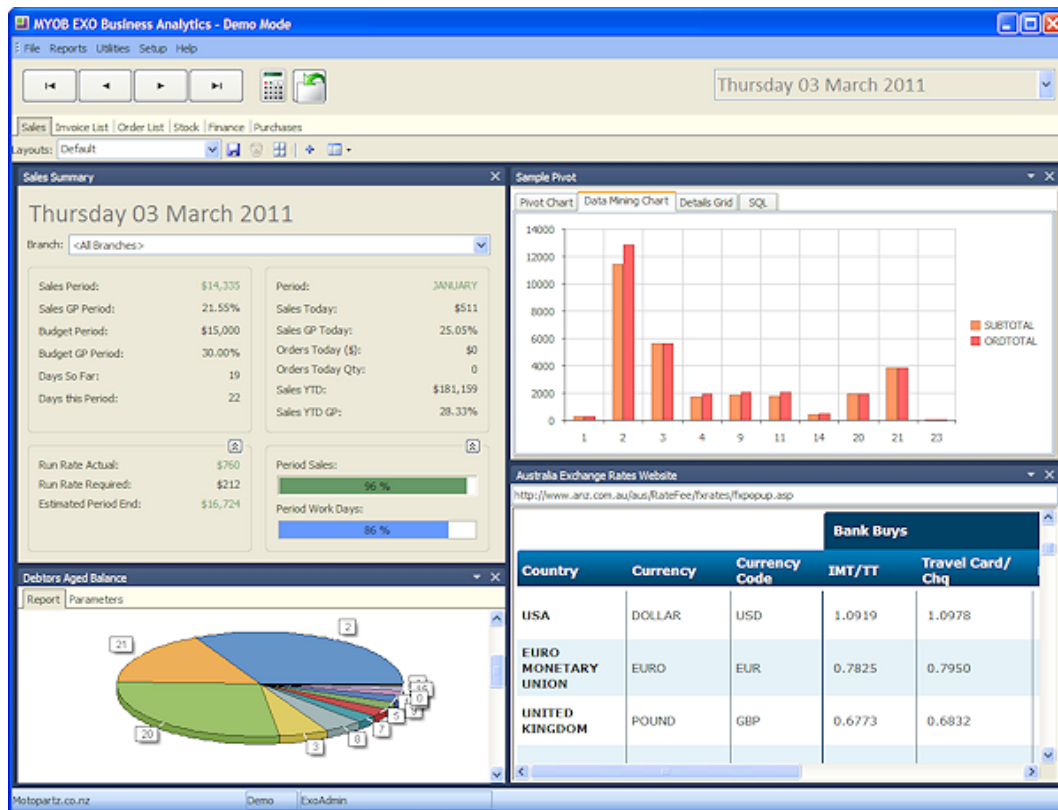 MYOB EXO Business Analytics - Demo Mode
File Reports Utilities Setup Help
Thursday 03 March 2011
Sales Invoice List Order List Stock Finance Purchases
Layouts: Default
Sales Summary
Thursday 03 March 2011
Branch: <All Branches>
Sales Period: $14,335
Sales GP Period: 21.55%
Budget Period: $15,000
Budget GP Period: 30.00%
Days So Far: 19
Days this Period: 22
Period: JANUARY
Sales Today: $511
Sales GP Today: 25.05%
Orders Today ($): $0
Orders Today Qty: 0
Sales YTD: $181,159
Sales YTD GP: 28.33%
Run Rate Actual: $760
Run Rate Required: $212
Estimated Period End: $16,724
Period Sales:
96 %
Period Work Days:
86 %
Debtors Aged Balance
Report Parameters
2
21
20
3
8
7
5
0
Sample Pivot
Pivot Chart Data Mining Chart Details Grid SQL
14000
12000
10000
8000
6000
4000
2000
0
1 2 3 4 9 11 14 20 21 23
SUBTOTAL
ORDTOTAL
Australia Exchange Rates Website
http://www.anz.com.au/aus/RateFee/fxrates/fxpopup.asp
Bank Buys
Country Currency Currency Code IMT/TT Travel Card/ Chq
USA DOLLAR USD 1.0919 1.0978
EURO MONETARY UNION EURO EUR 0.7825 0.7950
UNITED KINGDOM POUND GBP 0.6773 0.6832
Motopartz.co.nz Demo ExoAdmin